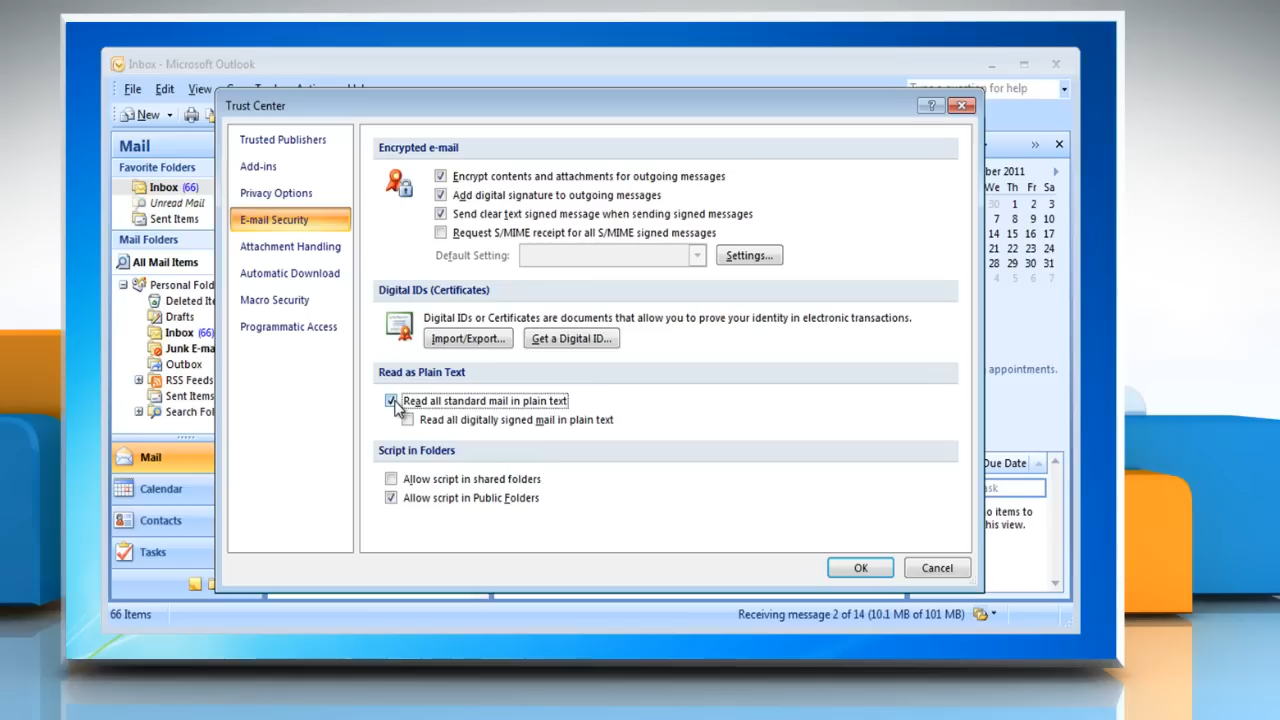 Inbox - Microsoft Outlook
File Edit View
Type a question for help
Trust Center
New
Mail
Favorite Folders
Inbox (66)
Unread Mail
Sent Items
Mail Folders
All Mail Items
Personal Fold
Deleted Ite
Drafts
Inbox (66)
Junk E-ma
Outbox
RSS Feeds
Sent Items
Search Fol
Mail
Calendar
Contacts
Tasks
Trusted Publishers
Add-ins
Privacy Options
E-mail Security
Attachment Handling
Automatic Download
Macro Security
Programmatic Access
Encrypted e-mail
Encrypt contents and attachments for outgoing messages
Add digital signature to outgoing messages
Send clear text signed message when sending signed messages
Request S/MIME receipt for all S/MIME signed messages
Default Setting:
Settings...
Digital IDs (Certificates)
Digital IDs or Certificates are documents that allow you to prove your identity in electronic transactions.
Import/Export... Get a Digital ID...
Read as Plain Text
Read all standard mail in plain text
Read all digitally signed mail in plain text
Script in Folders
Allow script in shared folders
Allow script in Public Folders
OK Cancel
ber 2011
We Th Fr Sa
30 1 2 3
7 8 9 10
14 15 16 17
21 22 23 24
28 29 30 31
4 5 6 7
appointments.
Due Date
ask
o items to
his view.
66 Items
Receiving message 2 of 14 (10.1 MB of 101 MB)